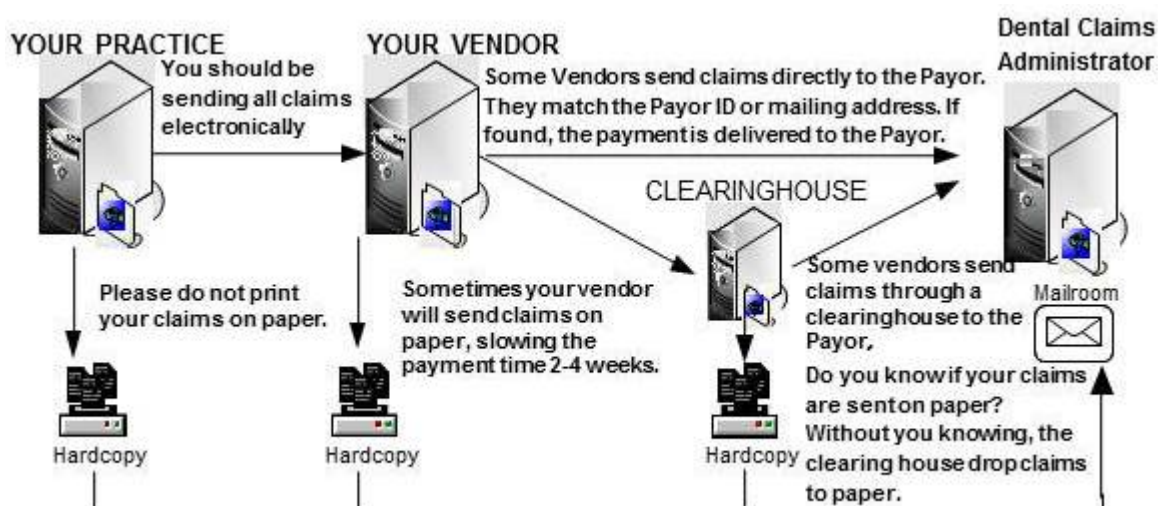 YOUR PRACTICE
You should be
sending all claims
electronically
YOUR VENDOR
Some Vendors send claims directly to the Payor.
They match the Payor ID or mailing address. If
found, the payment is delivered to the Payor.
Dental Claims
Administrator
CLEARINGHOUSE
Please do not print
your claims on paper.
Sometimes your vendor
will send claims on
paper, slowing the
payment time 2-4 weeks.
Some vendors send
claims through a
clearinghouse to the
Payor,
Do you know if your claims
are sent on paper?
Without you knowing, the
clearing house drop claims
to paper.
Mailroom
Hardcopy
Hardcopy
Hardcopy